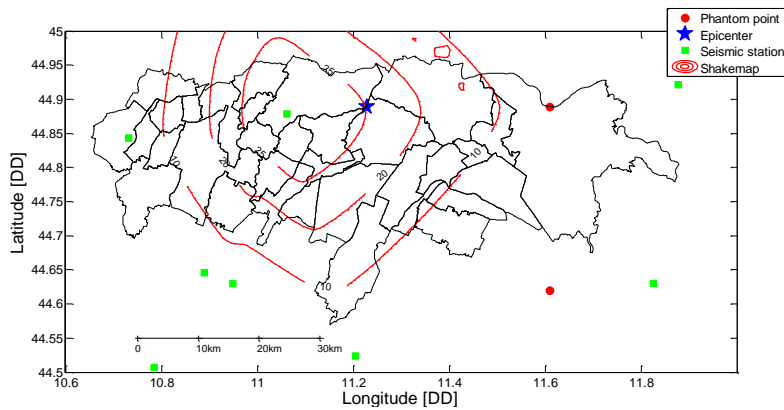 Phantom point
Epicenter
Seismic station
Shakemap
45
44.95
44.9
44.85
44.8
44.75
44.7
44.65
44.6
44.55
44.5
Latitude [DD]
25
10
20
25
20
10
10
0
10km
20km
30km
10.6
10.8
11
11.2
11.4
11.6
11.8
Longitude [DD]